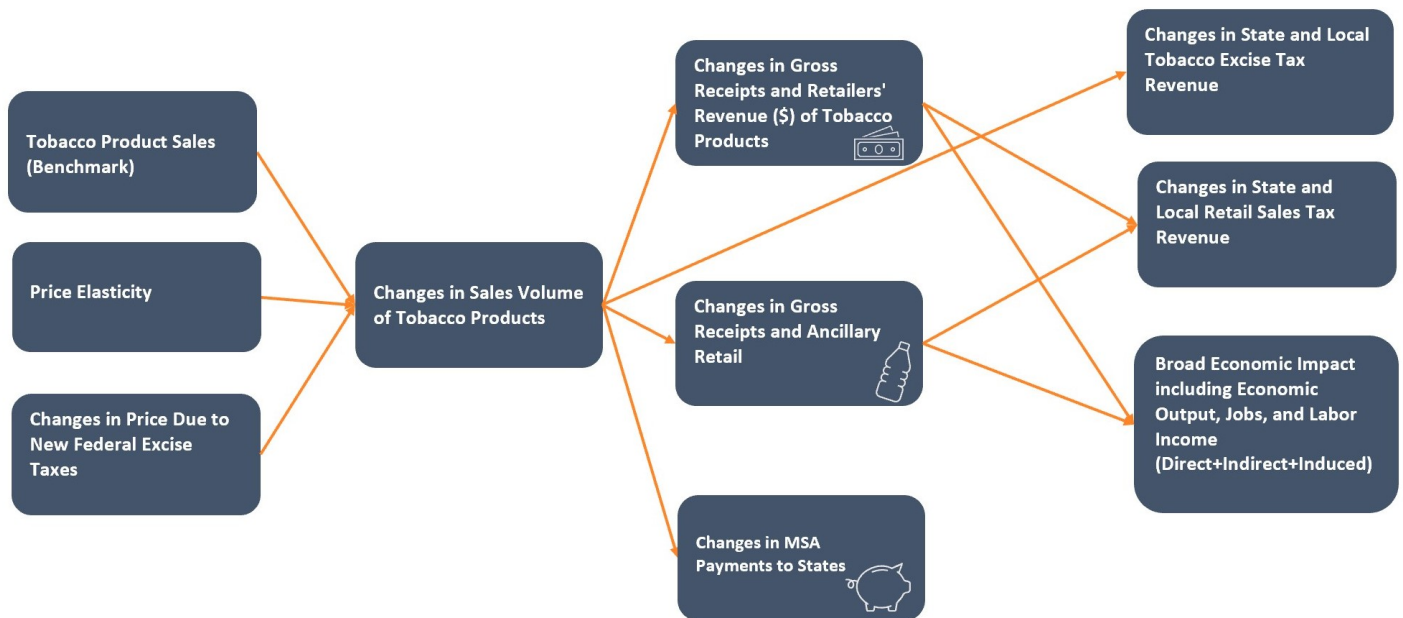 Tobacco Product Sales
(Benchmark)
Price Elasticity
Changes in Price Due to
New Federal Excise
Taxes
Changes in Sales Volume
of Tobacco Products
Changes in Gross
Receipts and Retailers'
Revenue ($) of Tobacco
Products
Changes in Gross
Receipts and Ancillary
Retail
Changes in MSA
Payments to States
Changes in State and Local
Tobacco Excise Tax
Revenue
Changes in State and
Local Retail Sales Tax
Revenue
Broad Economic Impact
including Economic
Output, Jobs, and Labor
Income
(Direct+Indirect+Induced)